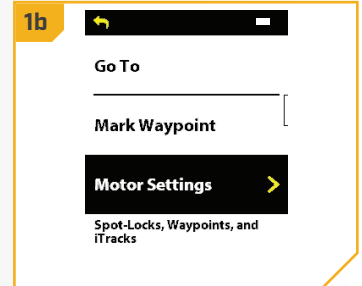 1b
Go To
Mark Waypoint
Motor Settings
Spot-Locks, Waypoints, and
iTracks